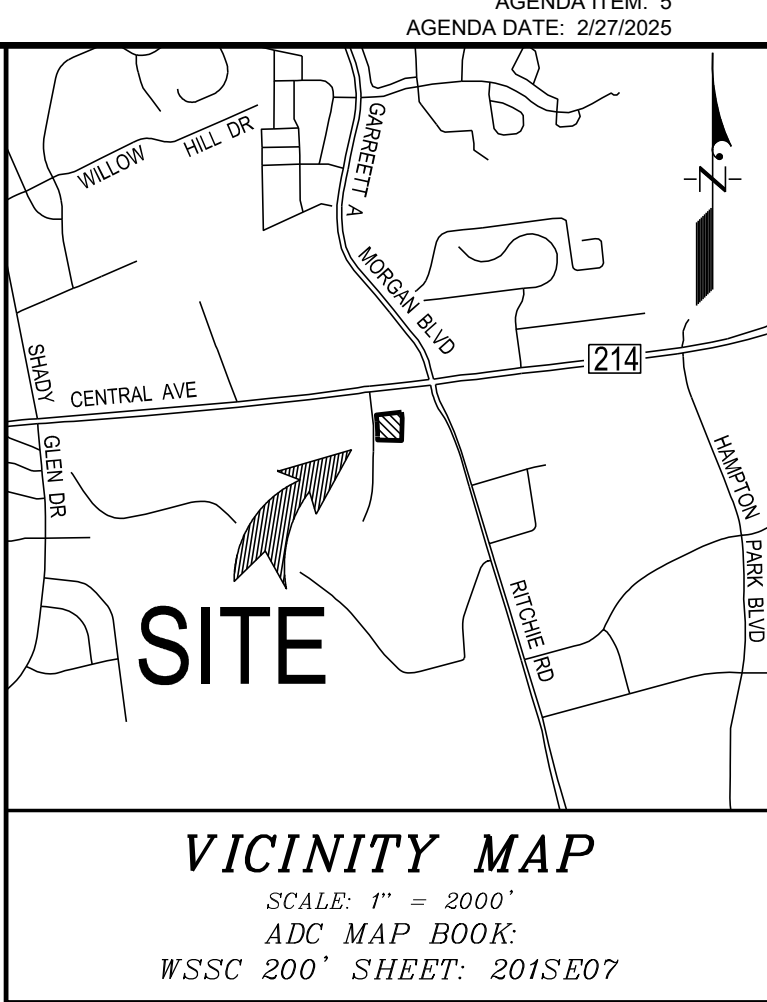 AGENDA ITEM: 5
AGENDA DATE: 2/27/2025
WILLOW HILL DR
GARREETT A
MORGAN BLVD
N
214
SHADY
GLEN DR
CENTRAL AVE
HAMPTON
PARK BLVD
RITCHIE RD
SITE
VICINITY MAP
SCALE: 1" = 2000'
ADC MAP BOOK:
WSSC 200' SHEET: 201SE07